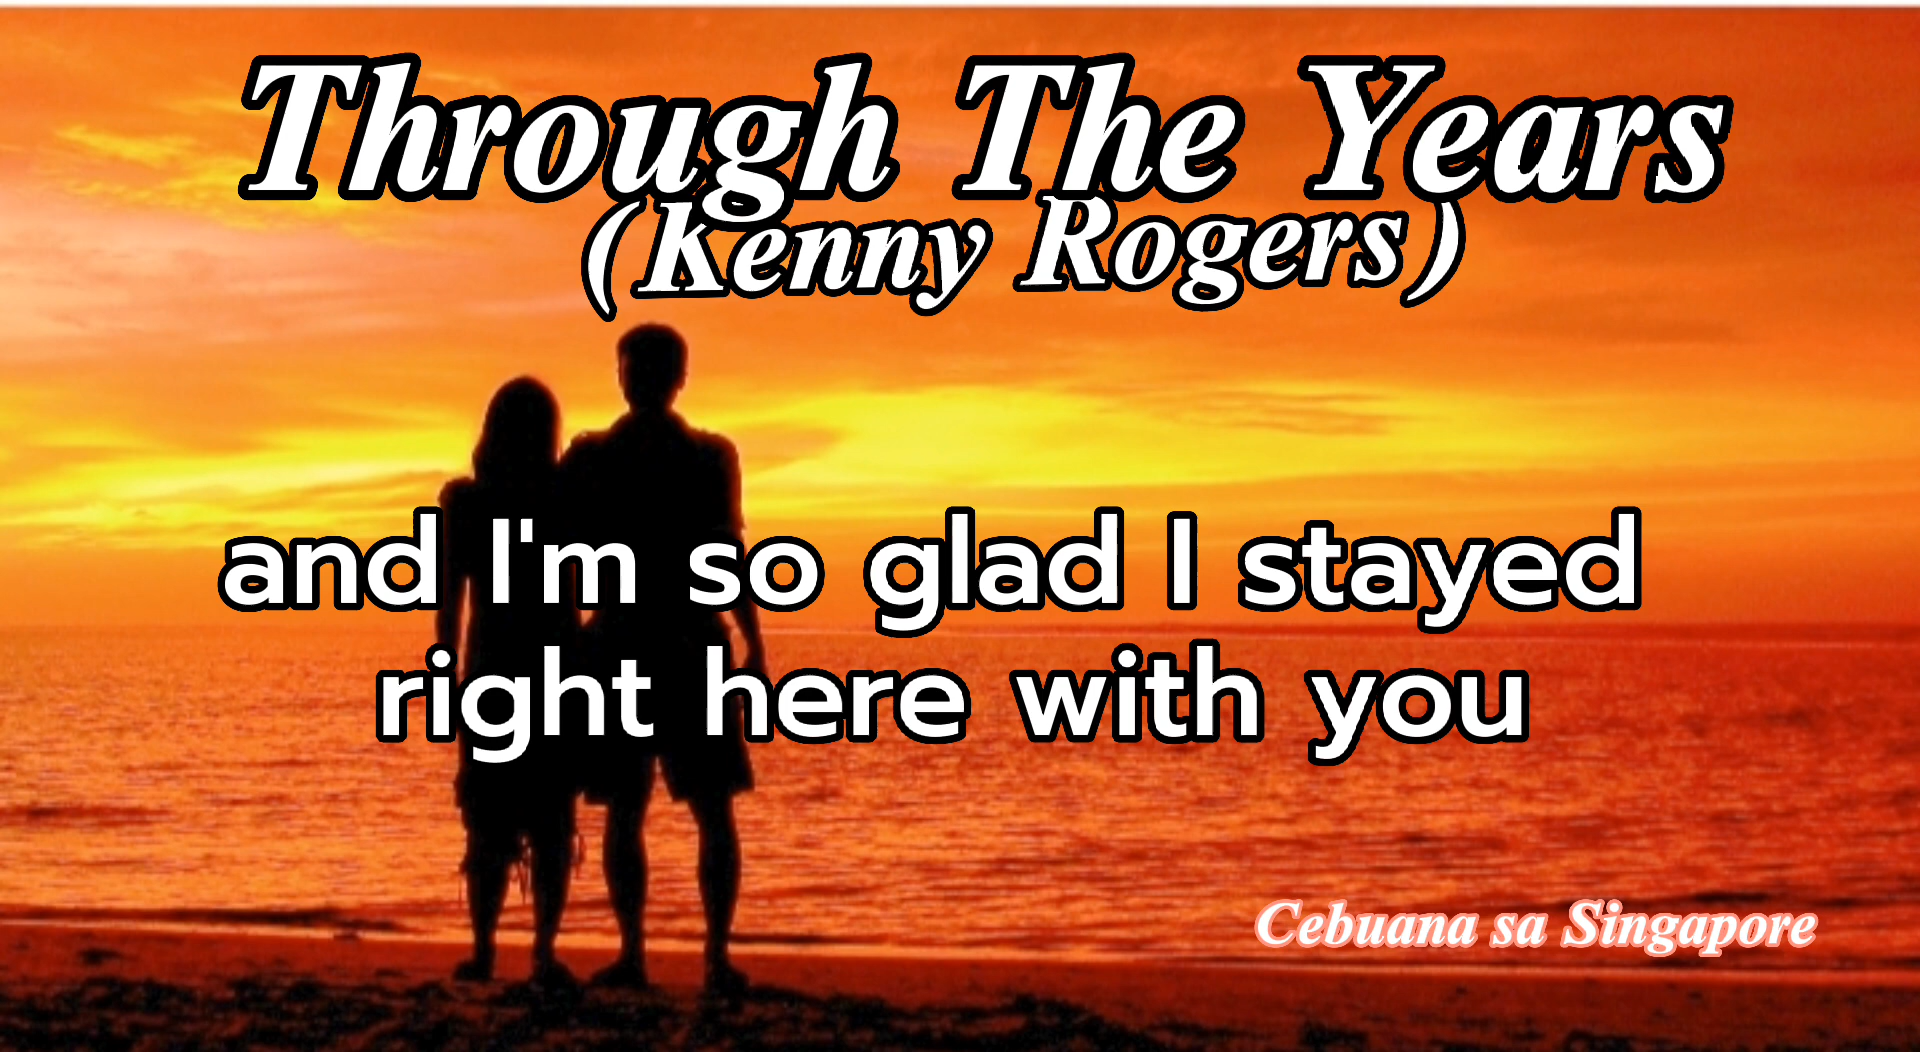 Through The Years
(Kenny Rogers)
and I'm so glad I stayed
right here with you
Cebuana sa Singapore